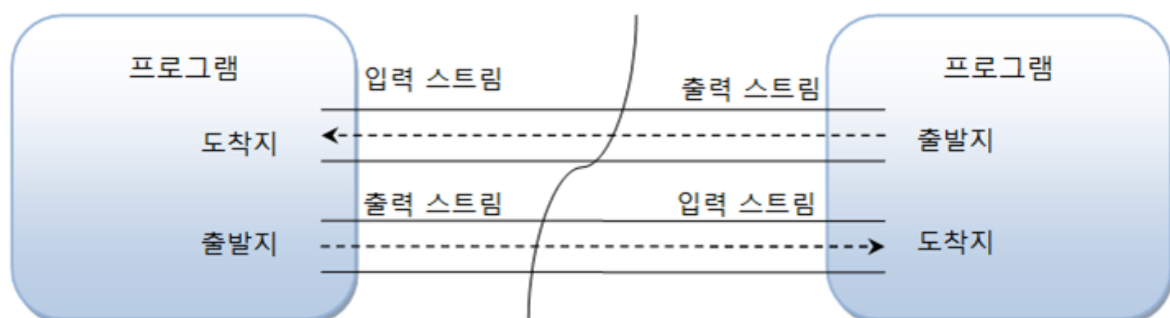 프로그램
프로그램
입력 스트림
출력 스트림
도착지
출발지
출력 스트림
입력 스트림
출발지
도착지